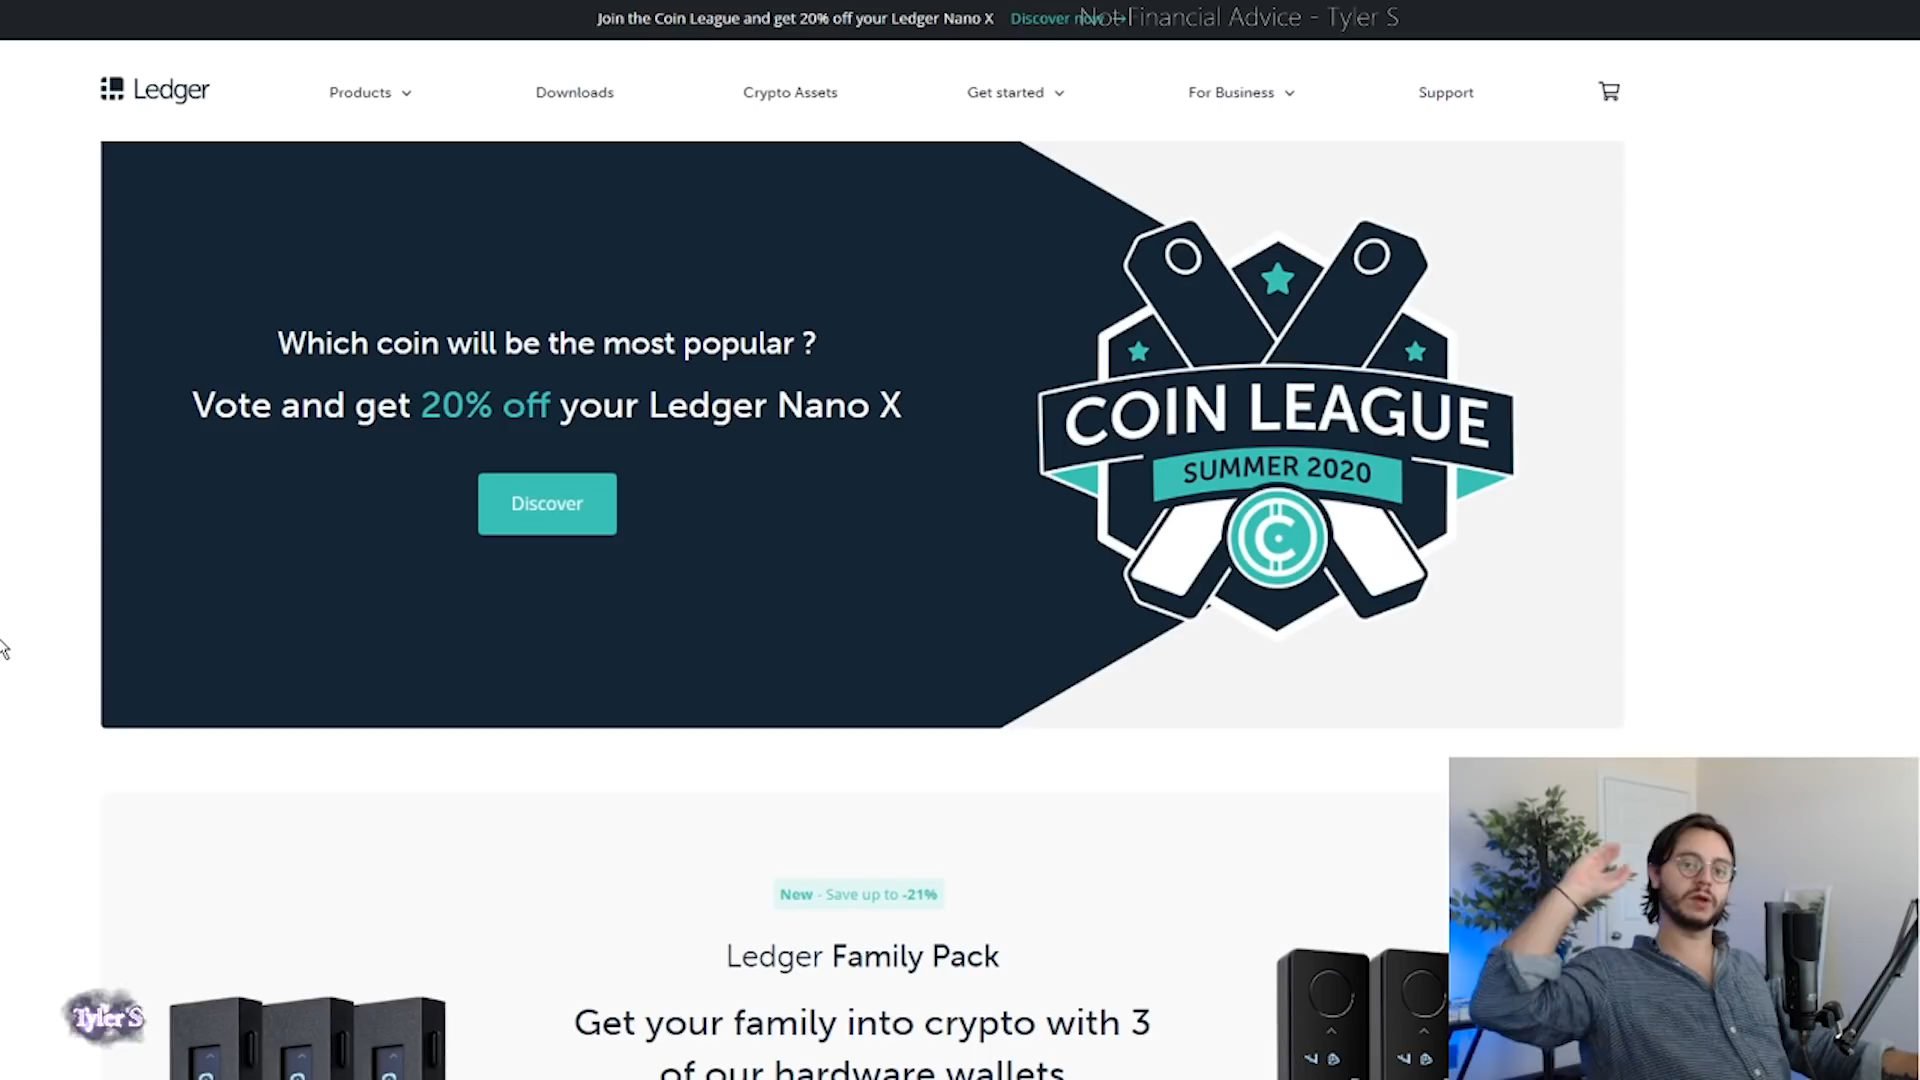 Join the Coin League and get 20% off your Ledger Nano X Discover now
Not Financial Advice - Tyler S
Ledger
Products
Downloads
Crypto Assets
Get started
For Business
Support
Which coin will be the most popular ?
Vote and get 20% off your Ledger Nano X
Discover
COIN LEAGUE
SUMMER 2020
New - Save up to -21%
Ledger Family Pack
Get your family into crypto with 3
of our hardware wallets
Tyler S